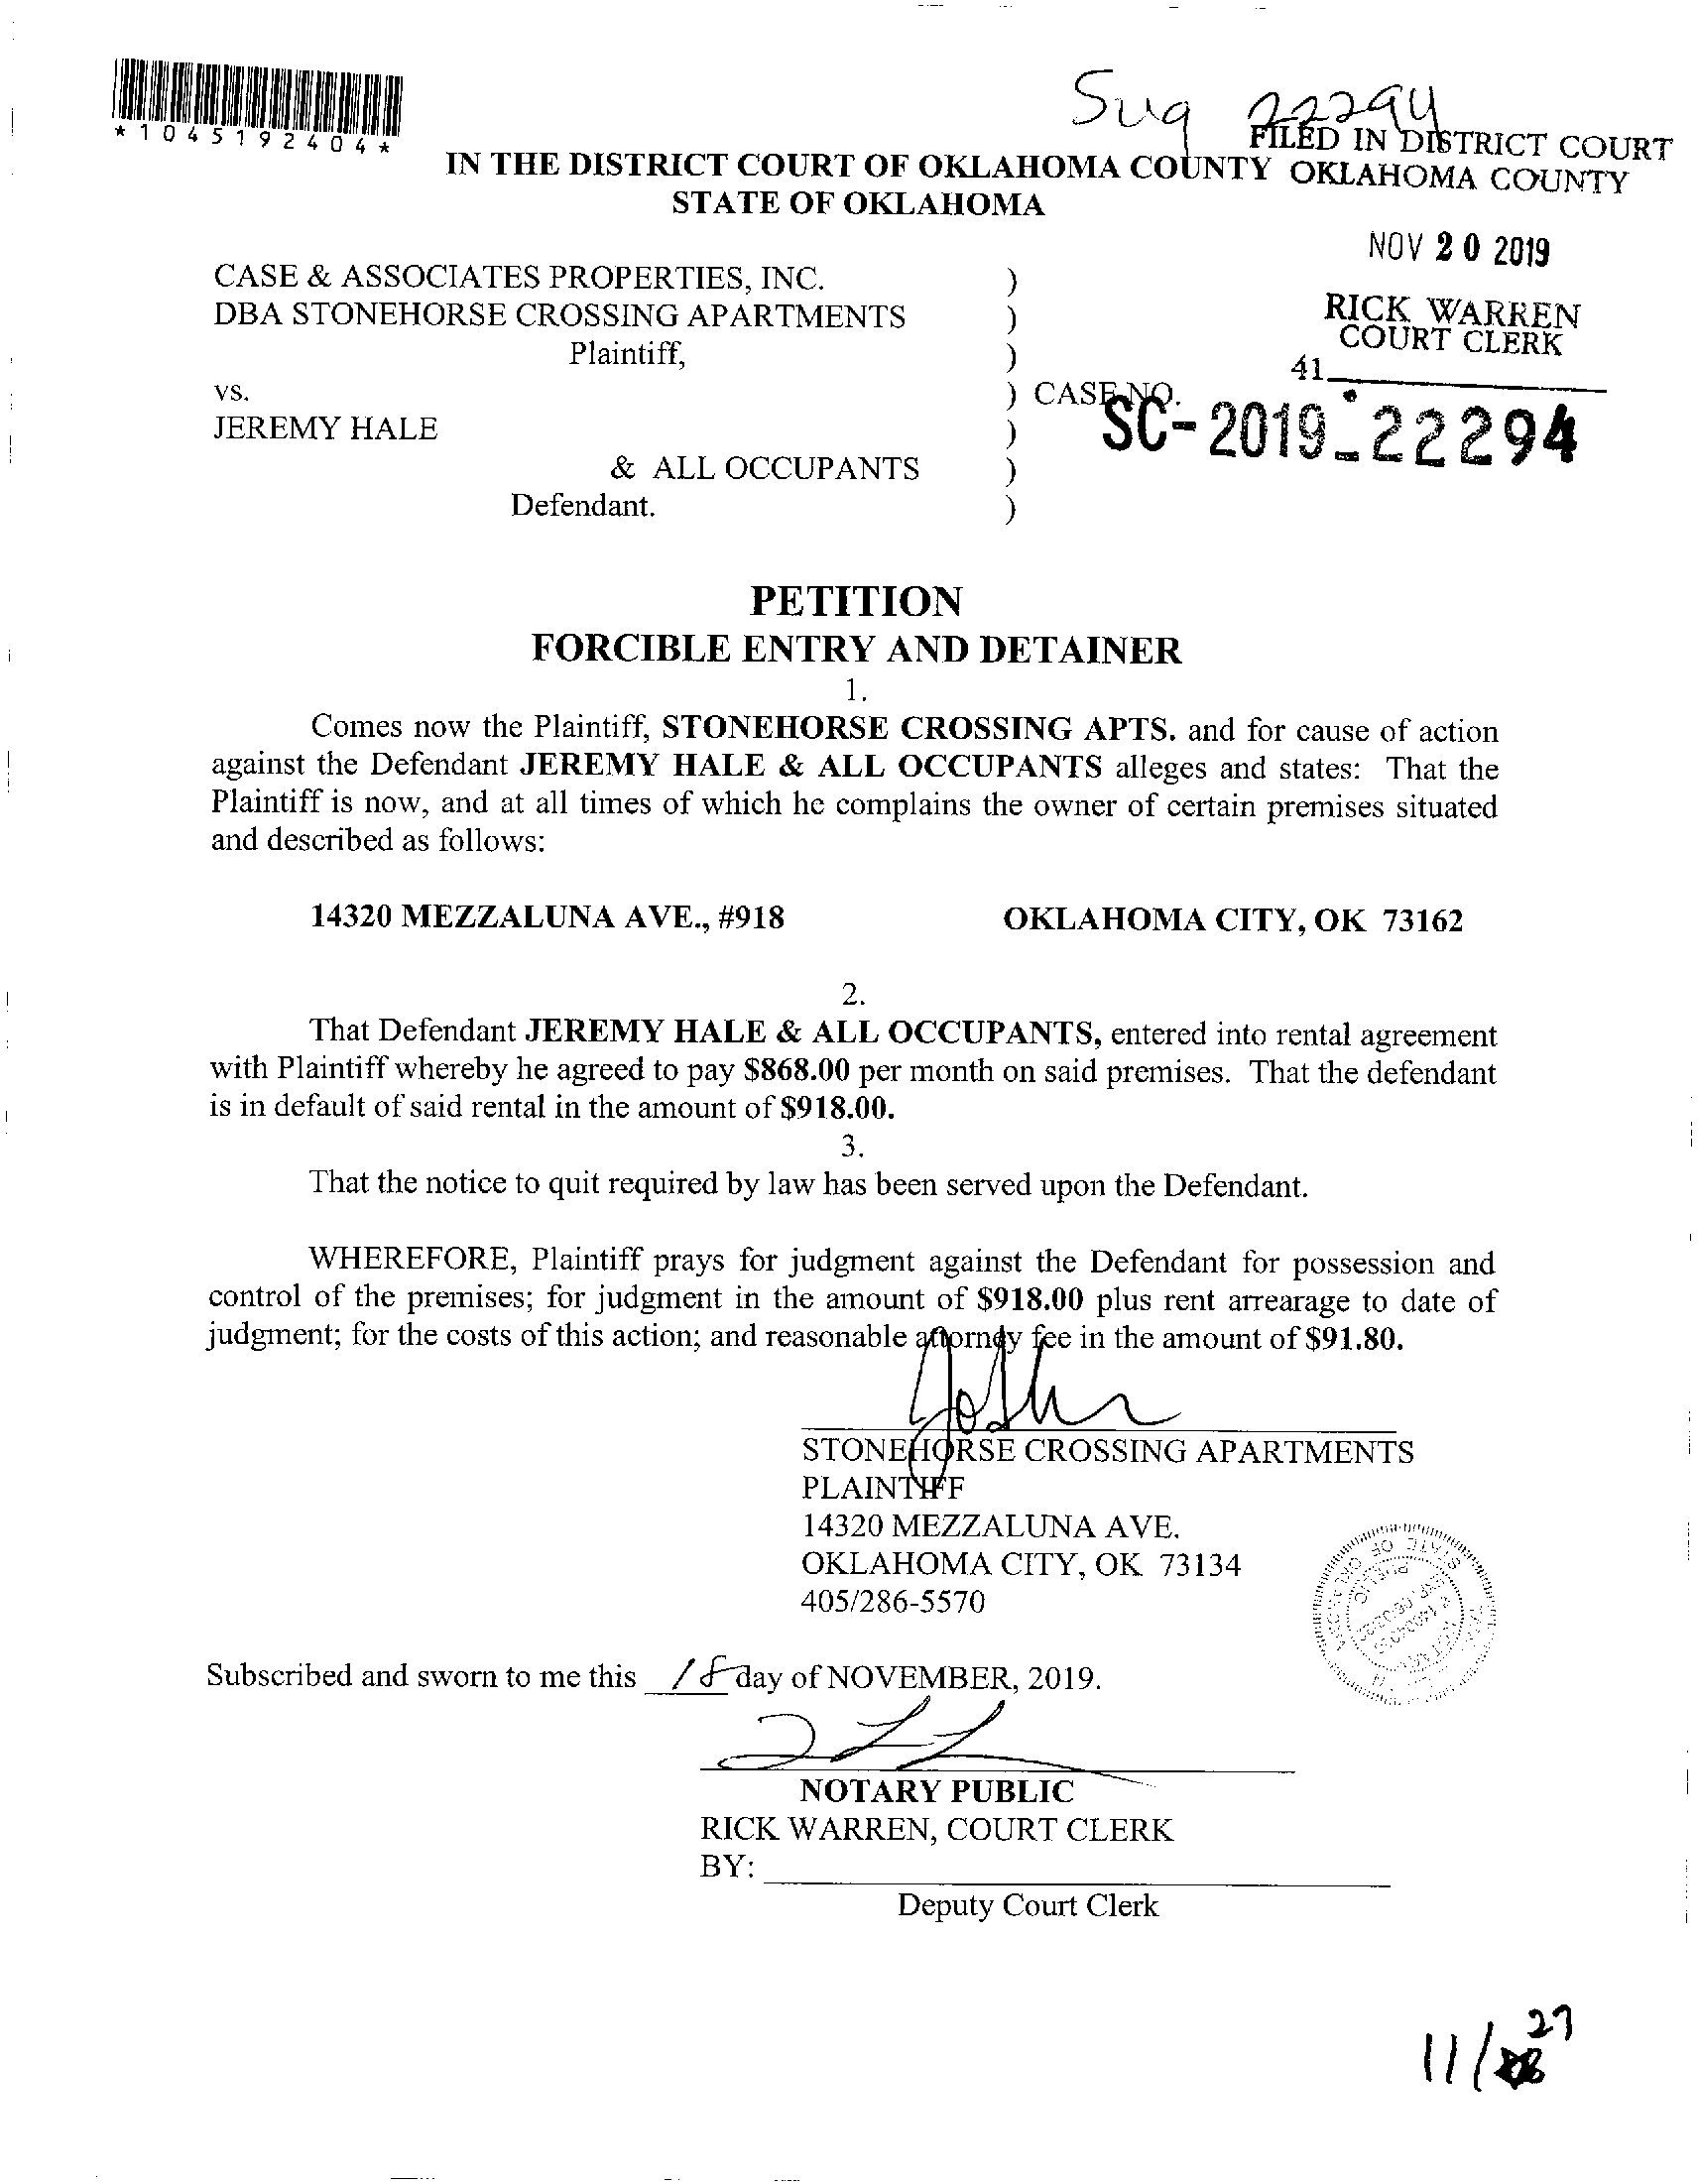 *1045192404*
Sug 22294
FILED IN DISTRICT COURT
OKLAHOMA COUNTY
IN THE DISTRICT COURT OF OKLAHOMA COUNTY
STATE OF OKLAHOMA
NOV 20 2019
RICK WARREN
COURT CLERK
41
CASE & ASSOCIATES PROPERTIES, INC. )
DBA STONEHORSE CROSSING APARTMENTS )
Plaintiff, )
vs. ) CASE NO.
SC-2019-22294
JEREMY HALE )
& ALL OCCUPANTS )
Defendant. )
PETITION
FORCIBLE ENTRY AND DETAINER
1.
Comes now the Plaintiff, STONEHORSE CROSSING APTS. and for cause of action
against the Defendant JEREMY HALE & ALL OCCUPANTS alleges and states: That the
Plaintiff is now, and at all times of which he complains the owner of certain premises situated
and described as follows:
14320 MEZZALUNA AVE., #918 OKLAHOMA CITY, OK 73162
2.
That Defendant JEREMY HALE & ALL OCCUPANTS, entered into rental agreement
with Plaintiff whereby he agreed to pay $868.00 per month on said premises. That the defendant
is in default of said rental in the amount of $918.00.
3.
That the notice to quit required by law has been served upon the Defendant.
WHEREFORE, Plaintiff prays for judgment against the Defendant for possession and
control of the premises; for judgment in the amount of $918.00 plus rent arrearage to date of
judgment; for the costs of this action; and reasonable attorney fee in the amount of $91.80.
STONEHORSE CROSSING APARTMENTS
PLAINTIFF
14320 MEZZALUNA AVE.
OKLAHOMA CITY, OK 73134
405/286-5570
STATE OF
PUBLIC
Subscribed and sworn to me this 18 day of NOVEMBER, 2019.
NOTARY PUBLIC
RICK WARREN, COURT CLERK
BY:
Deputy Court Clerk
27
11/